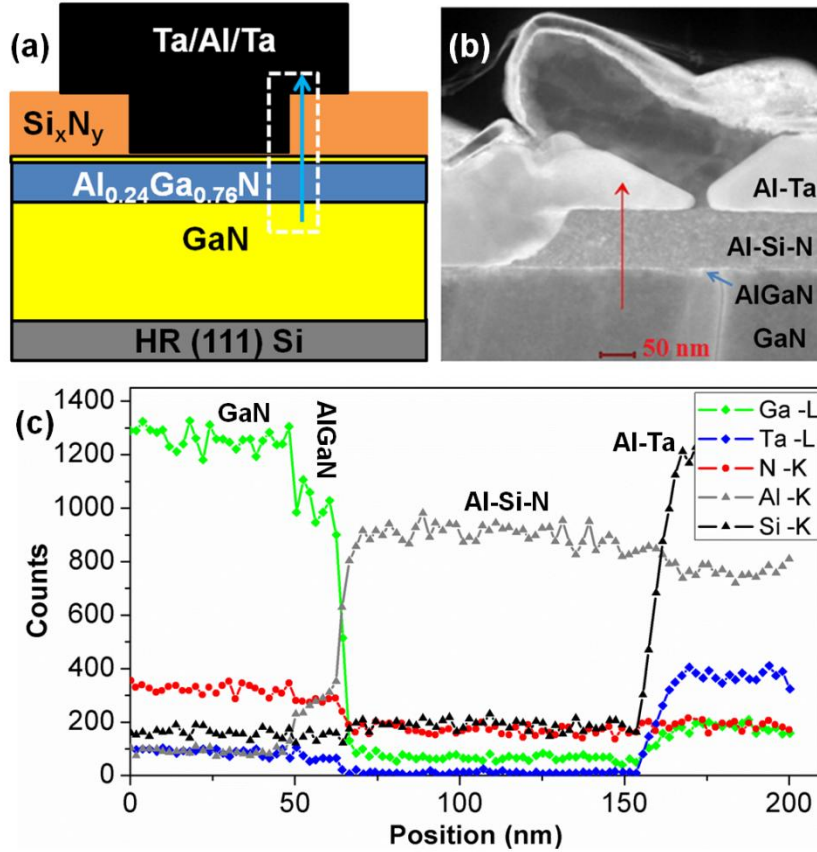 (a)
Ta/Al/Ta
SixNy
Al0.24Ga0.76N
GaN
HR (111) Si
(b)
Al-Ta
Al-Si-N
AlGaN
GaN
50 nm
(c)
1400
1200
1000
800
600
400
200
0
Counts
GaN
AlGaN
Al-Si-N
Al-Ta
Ga -L
Ta -L
N -K
Al -K
Si -K
0
50
100
150
200
Position (nm)